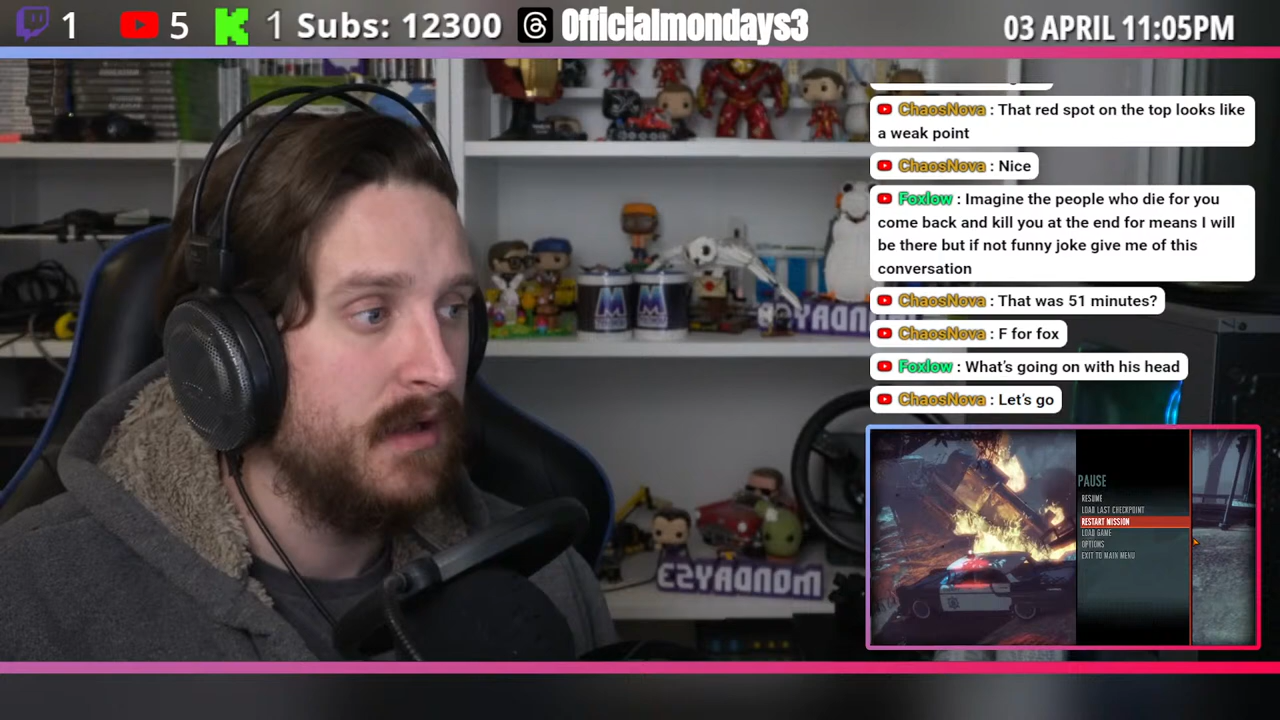 1 5 1 Subs: 12300 Officialmondays3 03 APRIL 11:05PM
ChaosNova : That red spot on the top looks like
a weak point
ChaosNova : Nice
Foxlow : Imagine the people who die for you
come back and kill you at the end for means I will
be there but if not funny joke give me of this
conversation
ChaosNova : That was 51 minutes?
ChaosNova : F for fox
Foxlow : What's going on with his head
ChaosNova : Let's go
PAUSE
RESUME
LOAD LAST CHECKPOINT
RESTART MISSION
LOAD GAME
OPTIONS
EXIT TO MAIN MENU
M M
MONDAYS3